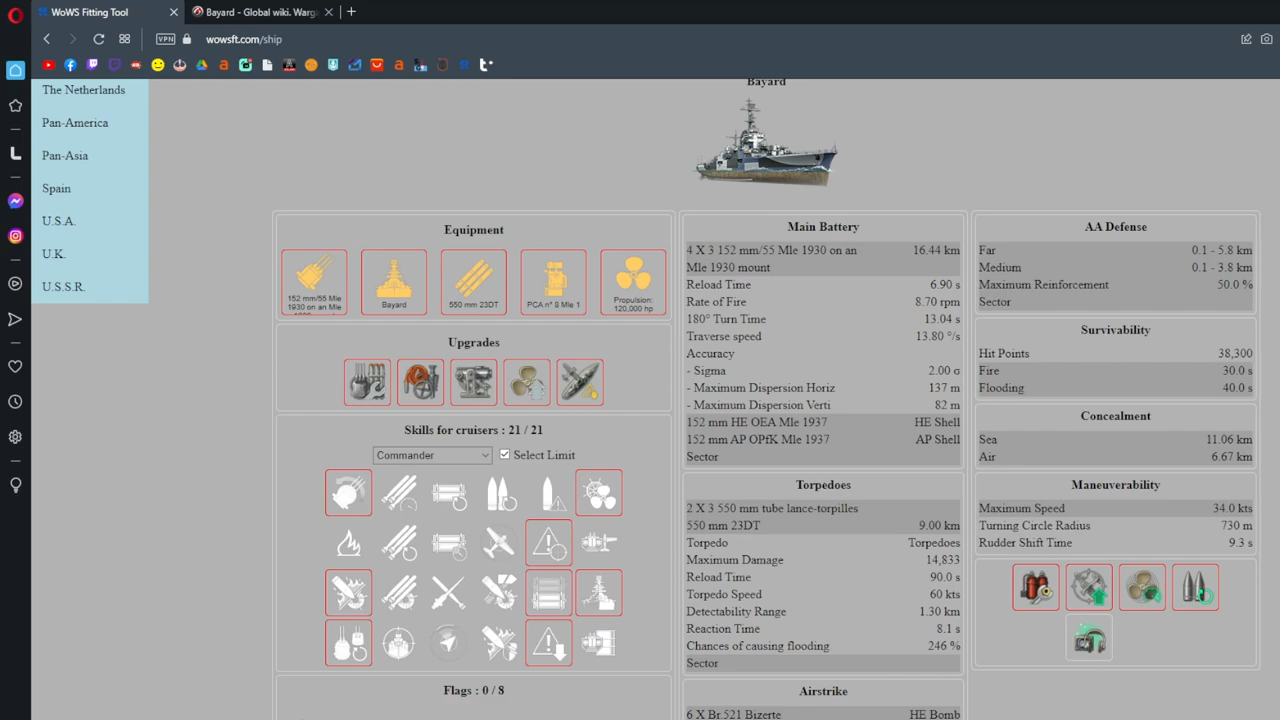 WoWS Fitting Tool
Bayard - Global wiki. Warg
VPN
wowsft.com/ship
The Netherlands
Pan-America
Pan-Asia
Spain
U.S.A.
U.K.
U.S.S.R.
Bayard
Equipment
152 mm/55 Mle
1930 on an Mle
Bayard
550 mm 23DT
PCA n° 8 Mle 1
Propulsion:
120,000 hp
Upgrades
Skills for cruisers : 21 / 21
Commander
Select Limit
Flags : 0 / 8
Main Battery
4 X 3 152 mm/55 Mle 1930 on an 16.44 km
Mle 1930 mount
Reload Time 6.90 s
Rate of Fire 8.70 rpm
180° Turn Time 13.04 s
Traverse speed 13.80 °/s
Accuracy
- Sigma 2.00 σ
- Maximum Dispersion Horiz 137 m
- Maximum Dispersion Verti 82 m
152 mm HE OEA Mle 1937 HE Shell
152 mm AP OPfK Mle 1937 AP Shell
Sector
Torpedoes
2 X 3 550 mm tube lance-torpilles
550 mm 23DT 9.00 km
Torpedo Torpedoes
Maximum Damage 14,833
Reload Time 90.0 s
Torpedo Speed 60 kts
Detectability Range 1.30 km
Reaction Time 8.1 s
Chances of causing flooding 246 %
Sector
Airstrike
6 X Br.521 Bizerte HE Bomb
AA Defense
Far 0.1 - 5.8 km
Medium 0.1 - 3.8 km
Maximum Reinforcement 50.0 %
Sector
Survivability
Hit Points 38,300
Fire 30.0 s
Flooding 40.0 s
Concealment
Sea 11.06 km
Air 6.67 km
Maneuverability
Maximum Speed 34.0 kts
Turning Circle Radius 730 m
Rudder Shift Time 9.3 s